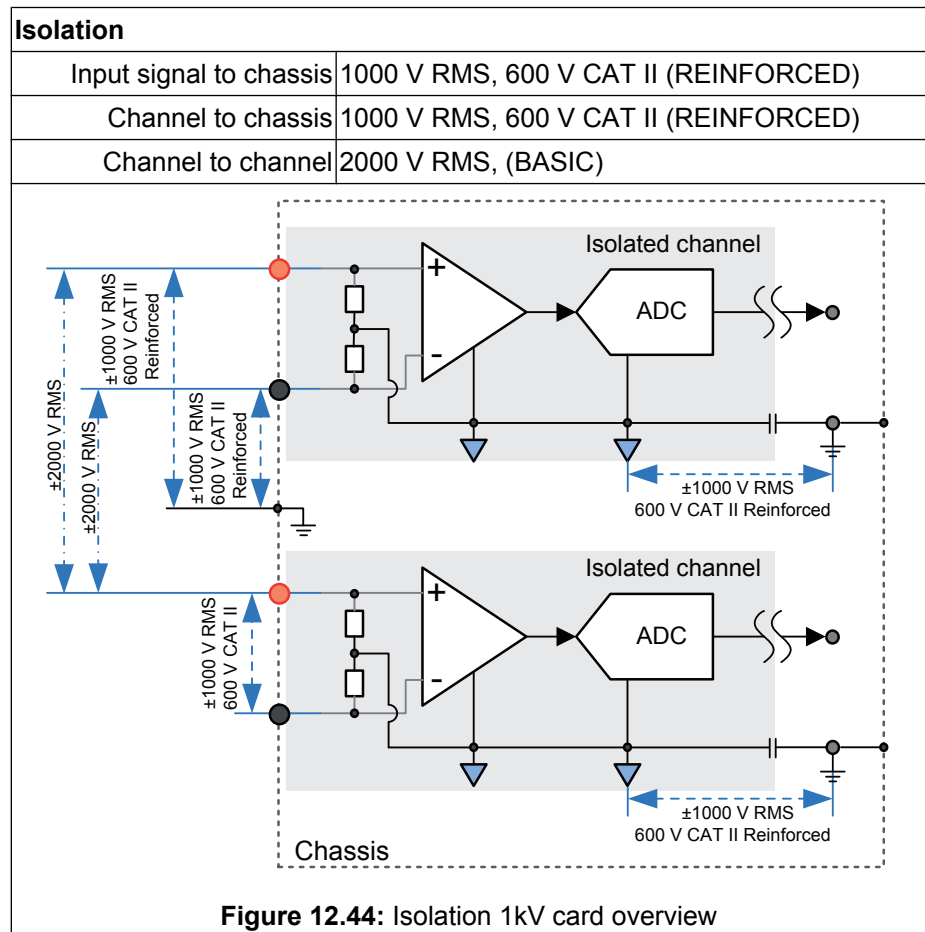 Isolation
Input signal to chassis 1000 V RMS, 600 V CAT II (REINFORCED)
Channel to chassis 1000 V RMS, 600 V CAT II (REINFORCED)
Channel to channel 2000 V RMS, (BASIC)
Isolated channel
+
-
ADC
±2000 V RMS
±2000 V RMS
±1000 V RMS
600 V CAT II
Reinforced
±1000 V RMS
600 V CAT II
Reinforced
±1000 V RMS
600 V CAT II Reinforced
Isolated channel
+
-
ADC
±1000 V RMS
600 V CAT II
±1000 V RMS
600 V CAT II Reinforced
Chassis
Figure 12.44: Isolation 1kV card overview